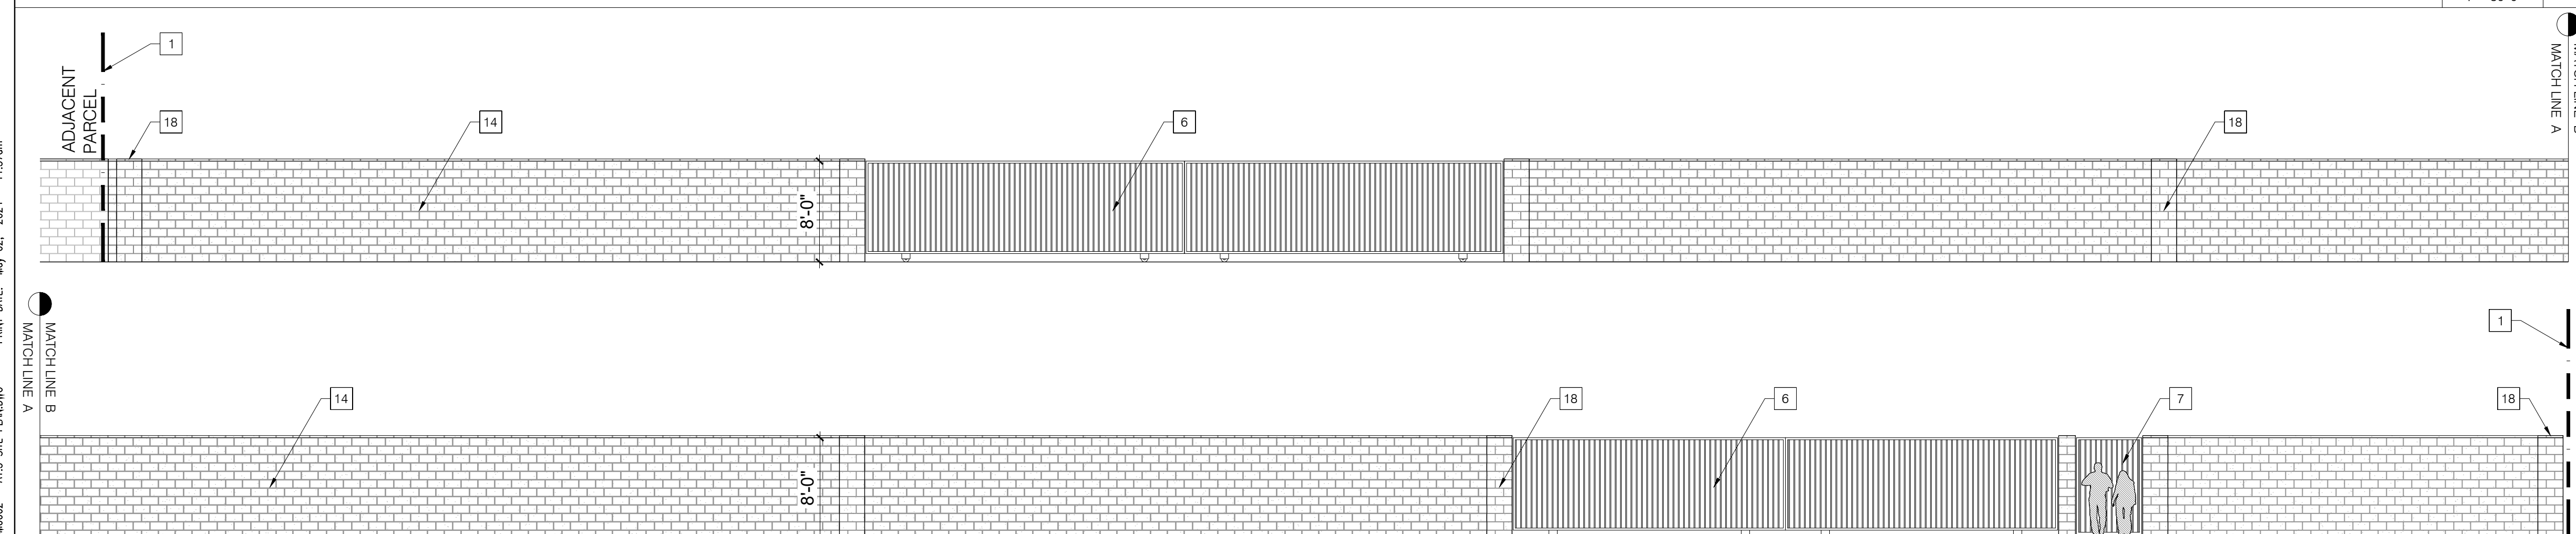 1
ADJACENT
PARCEL
18
14
6
18
MATCH LINE A
8'-0"
MATCH LINE B
MATCH LINE A
14
18
6
7
1
18
8'-0"